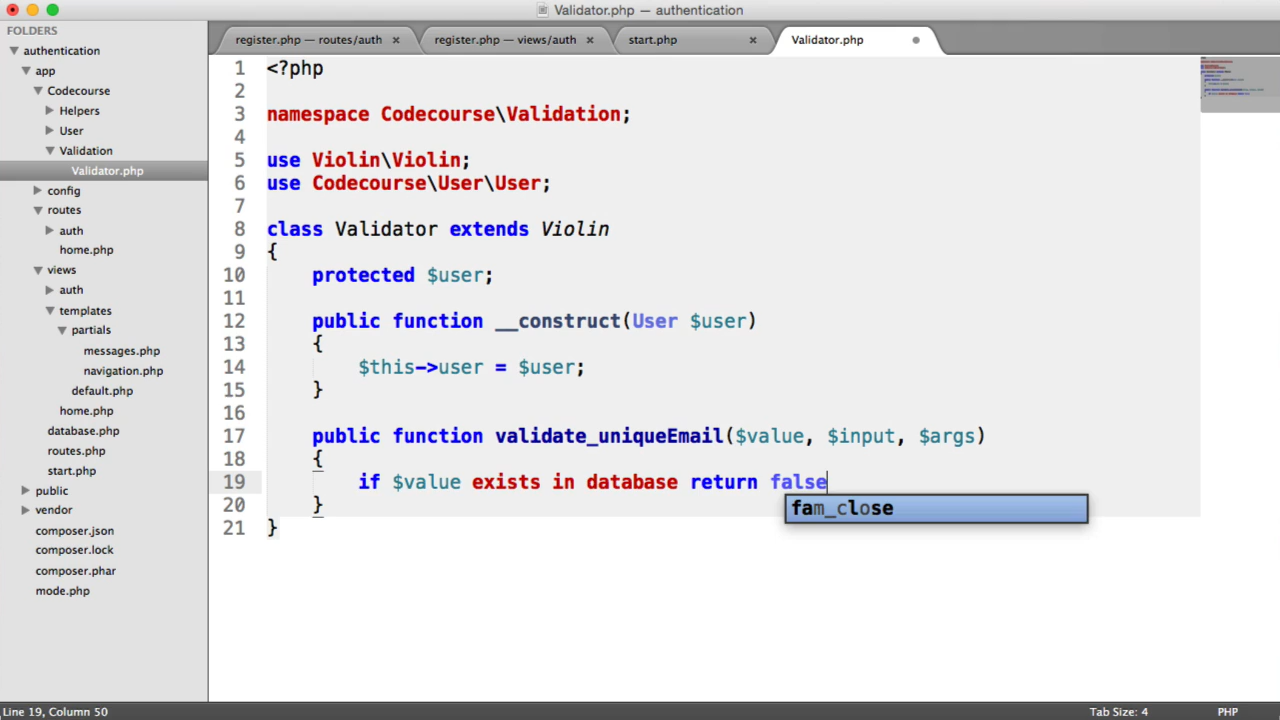 Validator.php — authentication
FOLDERS
authentication
app
Codecourse
Helpers
User
Validation
Validator.php
config
routes
auth
home.php
views
auth
templates
partials
messages.php
navigation.php
default.php
home.php
database.php
routes.php
start.php
public
vendor
composer.json
composer.lock
composer.phar
mode.php
register.php — routes/auth ×
register.php — views/auth ×
start.php ×
Validator.php
1 <?php
2
3 namespace Codecourse\Validation;
4
5 use Violin\Violin;
6 use Codecourse\User\User;
7
8 class Validator extends Violin
9 {
10 protected $user;
11
12 public function __construct(User $user)
13 {
14 $this->user = $user;
15 }
16
17 public function validate_uniqueEmail($value, $input, $args)
18 {
19 if $value exists in database return false
fam_close
20 }
21 }
Line 19, Column 50
Tab Size: 4
PHP